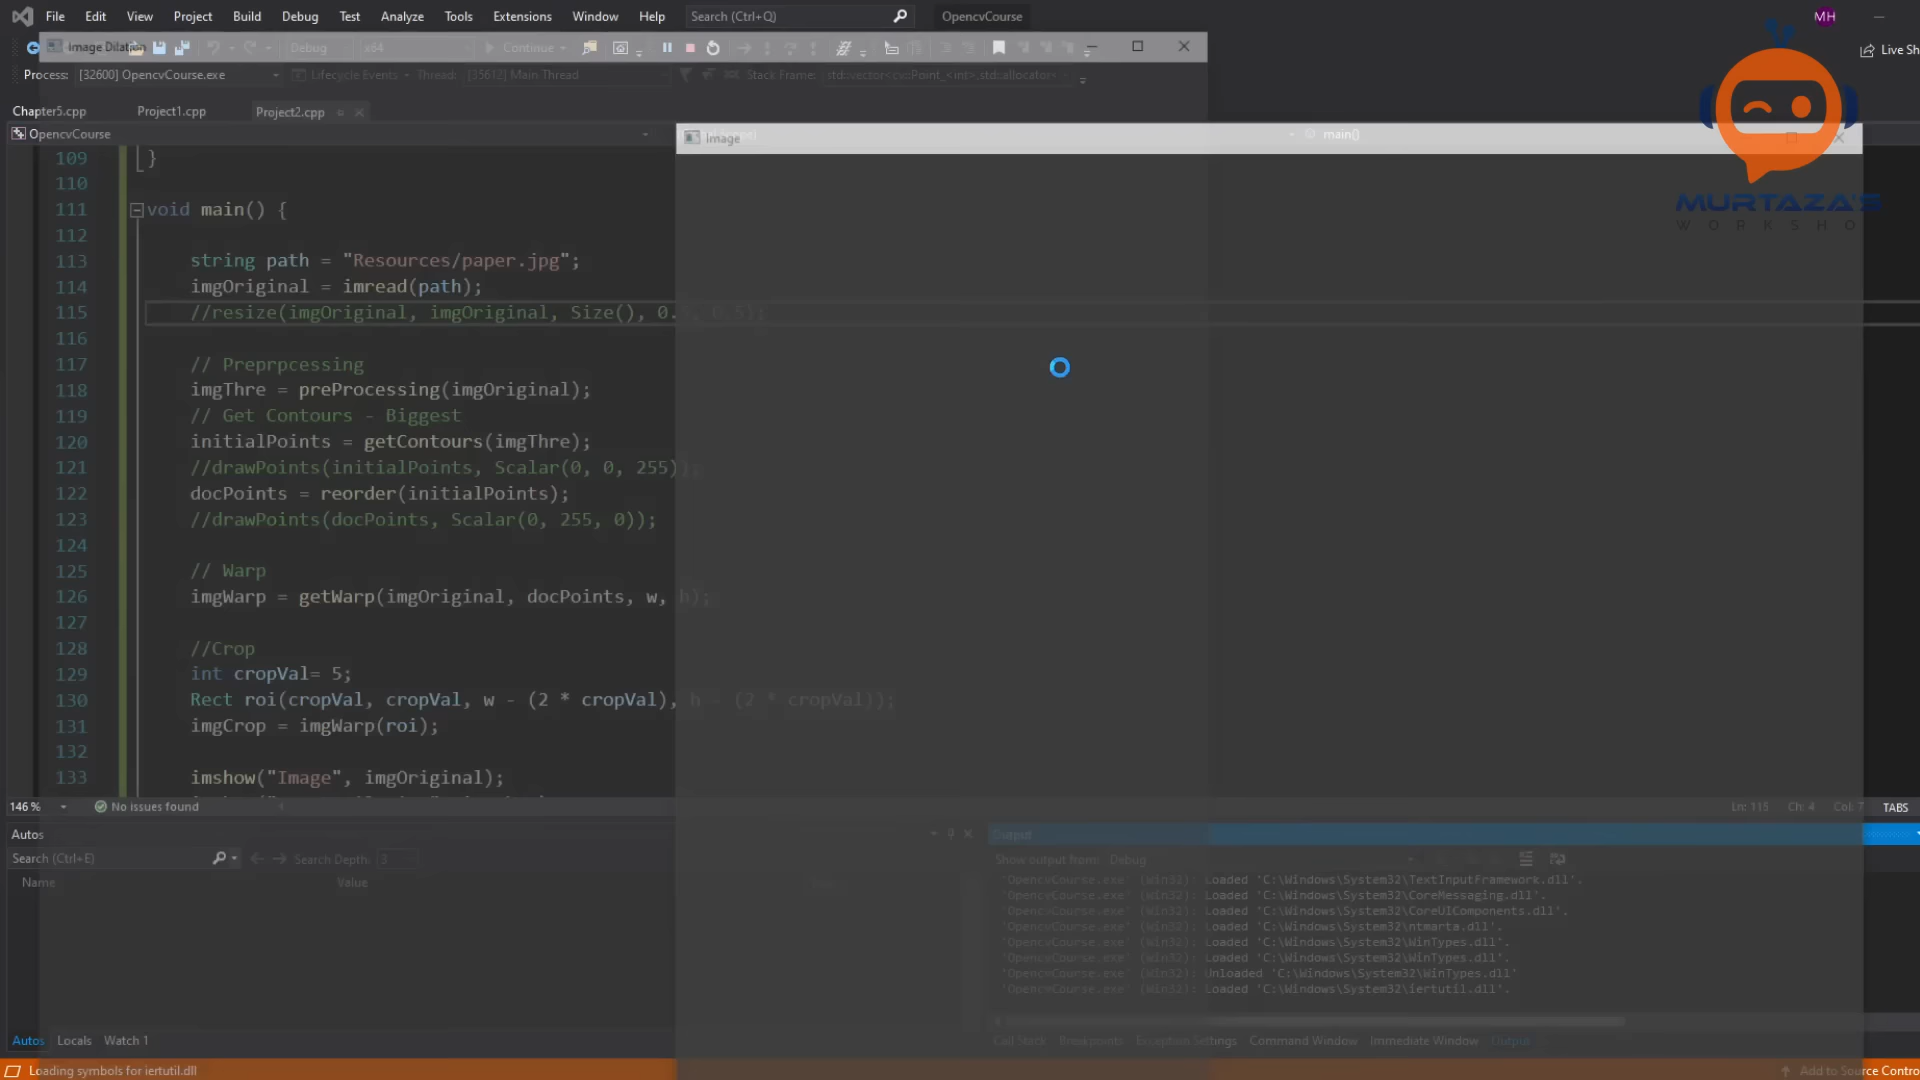 File Edit View Project Build Debug Test Analyze Tools Extensions Window Help Search (Ctrl+Q) OpencvCourse MH
Image Dilation Debug x64 Continue Live Sh
Process: [32600] OpencvCourse.exe Lifecycle Events Thread: [35612] Main Thread Stack Frame: std::vector<cv::Point_<int>,std::allocator<
Chapter5.cpp Project1.cpp Project2.cpp
OpencvCourse main()
Image
MURTAZA'S
WORKSHO
109 }
110
111 void main() {
112
113 string path = "Resources/paper.jpg";
114 imgOriginal = imread(path);
115 //resize(imgOriginal, imgOriginal, Size(), 0.5, 0.5);
116
117 // Preprpcessing
118 imgThre = preProcessing(imgOriginal);
119 // Get Contours - Biggest
120 initialPoints = getContours(imgThre);
121 //drawPoints(initialPoints, Scalar(0, 0, 255));
122 docPoints = reorder(initialPoints);
123 //drawPoints(docPoints, Scalar(0, 255, 0));
124
125 // Warp
126 imgWarp = getWarp(imgOriginal, docPoints, w, h);
127
128 //Crop
129 int cropVal= 5;
130 Rect roi(cropVal, cropVal, w - (2 * cropVal), h - (2 * cropVal));
131 imgCrop = imgWarp(roi);
132
133 imshow("Image", imgOriginal);
146 % No issues found Ln: 115 Ch: 4 Col: 7 TABS
Autos
Search (Ctrl+E) Search Depth: 3
Name Value
Output
Show output from: Debug
'OpencvCourse.exe' (Win32): Loaded 'C:\Windows\System32\TextInputFramework.dll'.
'OpencvCourse.exe' (Win32): Loaded 'C:\Windows\System32\CoreMessaging.dll'.
'OpencvCourse.exe' (Win32): Loaded 'C:\Windows\System32\CoreUIComponents.dll'.
'OpencvCourse.exe' (Win32): Loaded 'C:\Windows\System32\ntmarta.dll'.
'OpencvCourse.exe' (Win32): Loaded 'C:\Windows\System32\WinTypes.dll'.
'OpencvCourse.exe' (Win32): Loaded 'C:\Windows\System32\WinTypes.dll'.
'OpencvCourse.exe' (Win32): Unloaded 'C:\Windows\System32\WinTypes.dll'
'OpencvCourse.exe' (Win32): Loaded 'C:\Windows\System32\iertutil.dll'.
Autos Locals Watch 1
Call Stack Breakpoints Exception Settings Command Window Immediate Window Output
Loading symbols for iertutil.dll Add to Source Contro